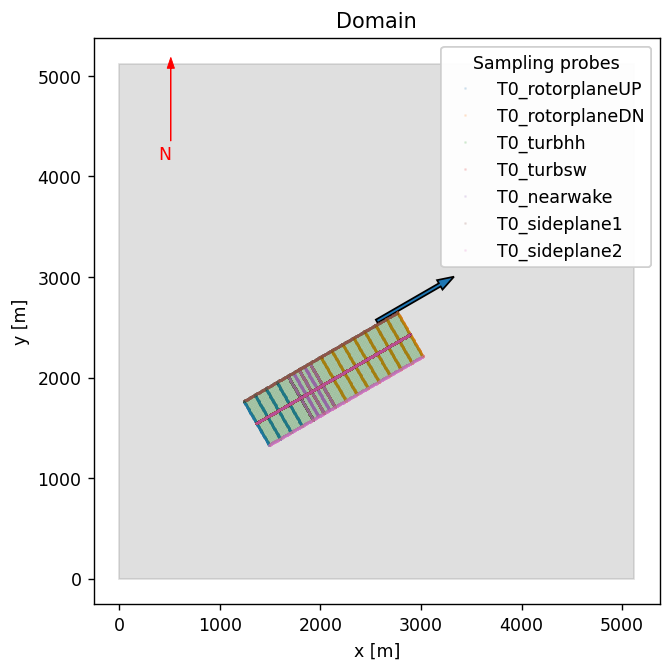 Domain
Sampling probes
T0_rotorplaneUP
T0_rotorplaneDN
T0_turbhh
T0_turbsw
T0_nearwake
T0_sideplane1
T0_sideplane2
N
5000
4000
3000
2000
1000
0
y [m]
0 1000 2000 3000 4000 5000
x [m]